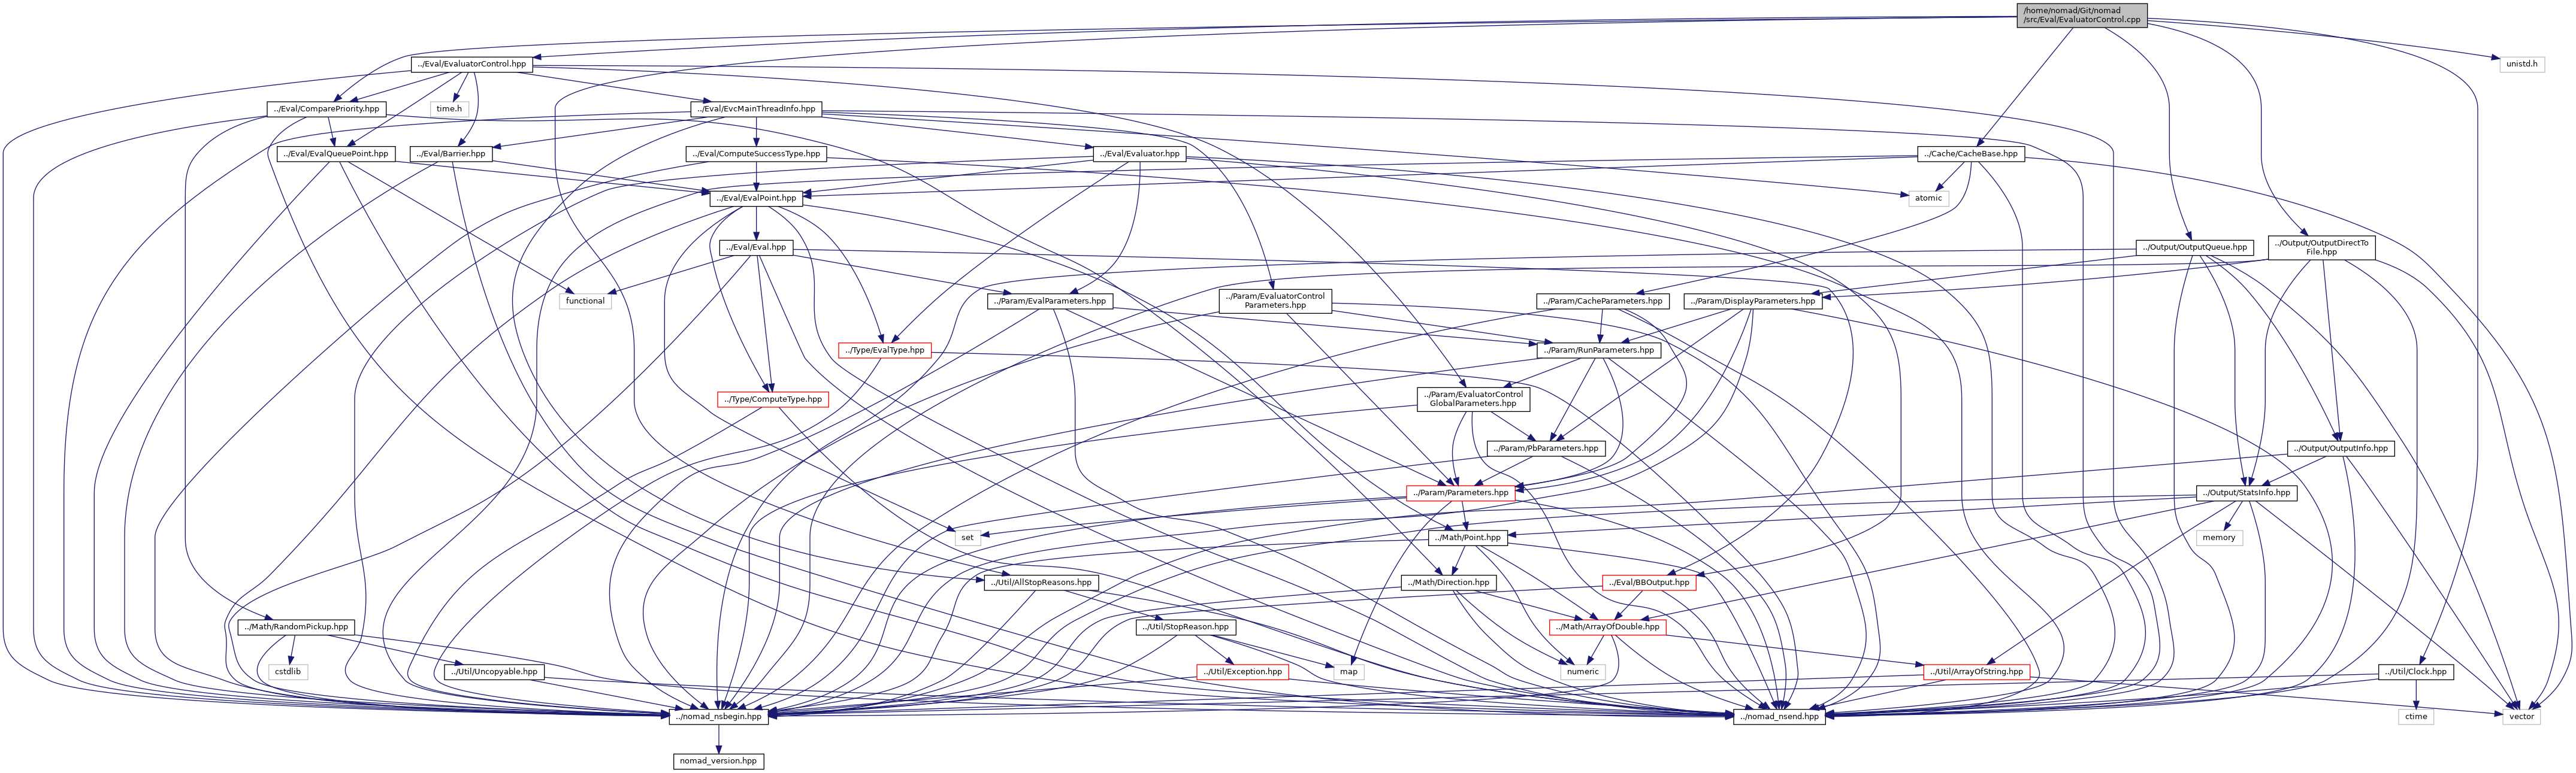 /home/nomad/Git/nomad
/src/Eval/EvaluatorControl.cpp
../Eval/EvaluatorControl.hpp
unistd.h
../Eval/ComparePriority.hpp
time.h
../Eval/EvcMainThreadInfo.hpp
../Eval/EvalQueuePoint.hpp
../Eval/Barrier.hpp
../Eval/ComputeSuccessType.hpp
../Eval/Evaluator.hpp
../Cache/CacheBase.hpp
../Eval/EvalPoint.hpp
atomic
../Eval/Eval.hpp
../Output/OutputQueue.hpp
../Output/OutputDirectTo
File.hpp
functional
../Param/EvalParameters.hpp
../Param/EvaluatorControl
Parameters.hpp
../Param/CacheParameters.hpp
../Param/DisplayParameters.hpp
../Type/EvalType.hpp
../Param/RunParameters.hpp
../Type/ComputeType.hpp
../Param/EvaluatorControl
GlobalParameters.hpp
../Param/PbParameters.hpp
../Output/OutputInfo.hpp
../Param/Parameters.hpp
../Output/StatsInfo.hpp
set
../Math/Point.hpp
memory
../Util/AllStopReasons.hpp
../Math/Direction.hpp
../Eval/BBOutput.hpp
../Math/RandomPickup.hpp
../Util/StopReason.hpp
../Math/ArrayOfDouble.hpp
cstdlib
../Util/Uncopyable.hpp
../Util/Exception.hpp
map
numeric
../Util/ArrayOfString.hpp
../Util/Clock.hpp
../nomad_nsbegin.hpp
../nomad_nsend.hpp
ctime
vector
nomad_version.hpp